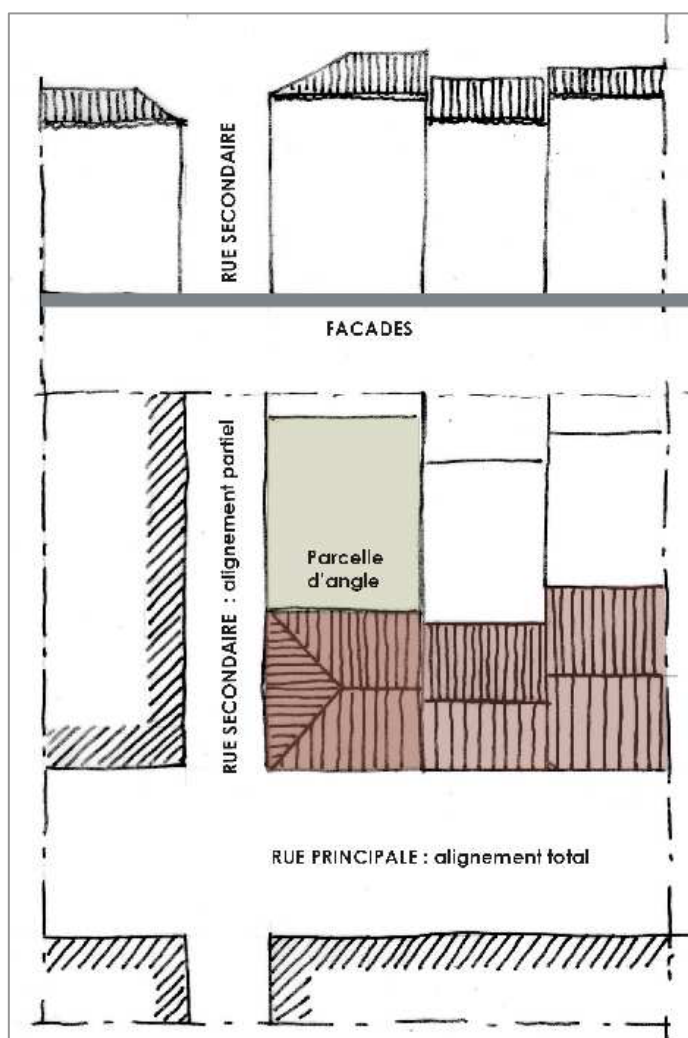 RUE SECONDAIRE
FACADES
RUE SECONDAIRE : alignement partiel
Parcelle
d'angle
RUE PRINCIPALE : alignement total